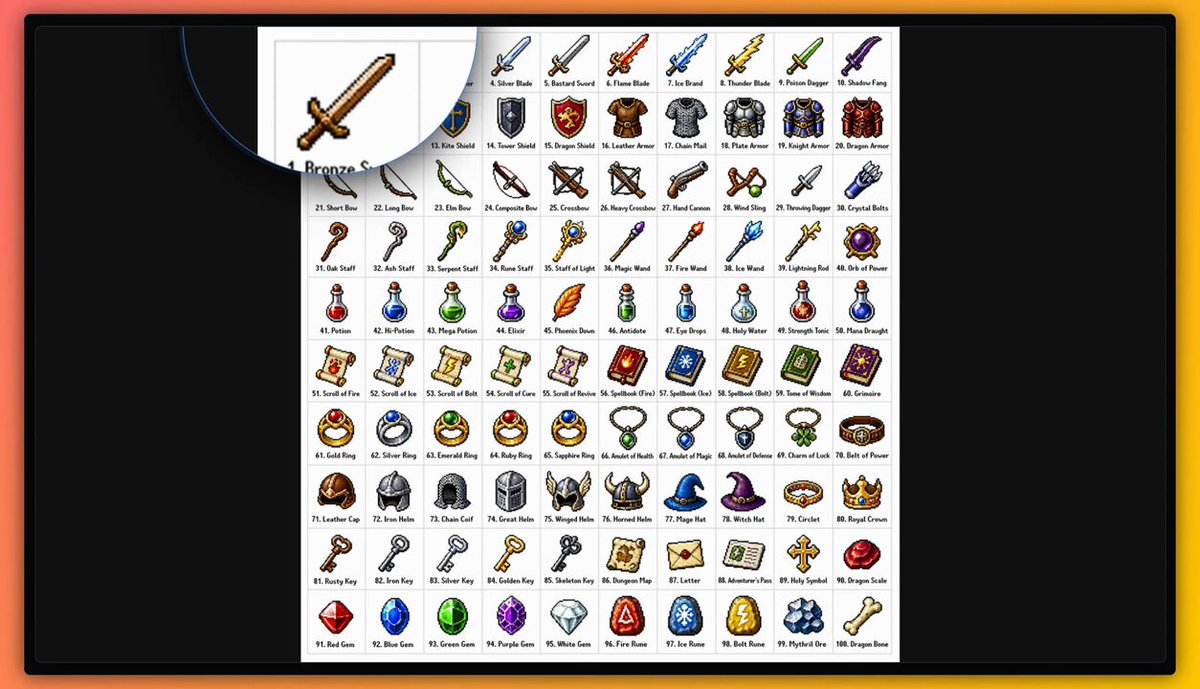 1. Bronze
4. Silver Blade
5. Bastard Sword
6. Flame Blade
7. Ice Brand
8. Thunder Blade
9. Poison Dagger
10. Shadow Fang
13. Kite Shield
14. Tower Shield
15. Dragon Shield
16. Leather Armor
17. Chain Mail
18. Plate Armor
19. Knight Armor
20. Dragon Armor
21. Short Bow
22. Long Bow
23. Elm Bow
24. Composite Bow
25. Crossbow
26. Heavy Crossbow
27. Hand Cannon
28. Wind Sling
29. Throwing Dagger
30. Crystal Bolts
31. Oak Staff
32. Ash Staff
33. Serpent Staff
34. Rune Staff
35. Staff of Light
36. Magic Wand
37. Fire Wand
38. Ice Wand
39. Lightning Rod
40. Orb of Power
41. Potion
42. Hi-Potion
43. Mega Potion
44. Elixir
45. Phoenix Down
46. Antidote
47. Eye Drops
48. Holy Water
49. Strength Tonic
50. Mana Draught
51. Scroll of Fire
52. Scroll of Ice
53. Scroll of Bolt
54. Scroll of Cure
55. Scroll of Revive
56. Spellbook (Fire)
57. Spellbook (Ice)
58. Spellbook (Bolt)
59. Tome of Wisdom
60. Grimoire
61. Gold Ring
62. Silver Ring
63. Emerald Ring
64. Ruby Ring
65. Sapphire Ring
66. Amulet of Health
67. Amulet of Magic
68. Amulet of Defense
69. Charm of Luck
70. Belt of Power
71. Leather Cap
72. Iron Helm
73. Chain Coif
74. Great Helm
75. Winged Helm
76. Horned Helm
77. Mage Hat
78. Witch Hat
79. Circlet
80. Royal Crown
81. Rusty Key
82. Iron Key
83. Silver Key
84. Golden Key
85. Skeleton Key
86. Dungeon Map
87. Letter
88. Adventurer's Pass
89. Holy Symbol
90. Dragon Scale
91. Red Gem
92. Blue Gem
93. Green Gem
94. Purple Gem
95. White Gem
96. Fire Rune
97. Ice Rune
98. Bolt Rune
99. Mythril Ore
100. Dragon Bone